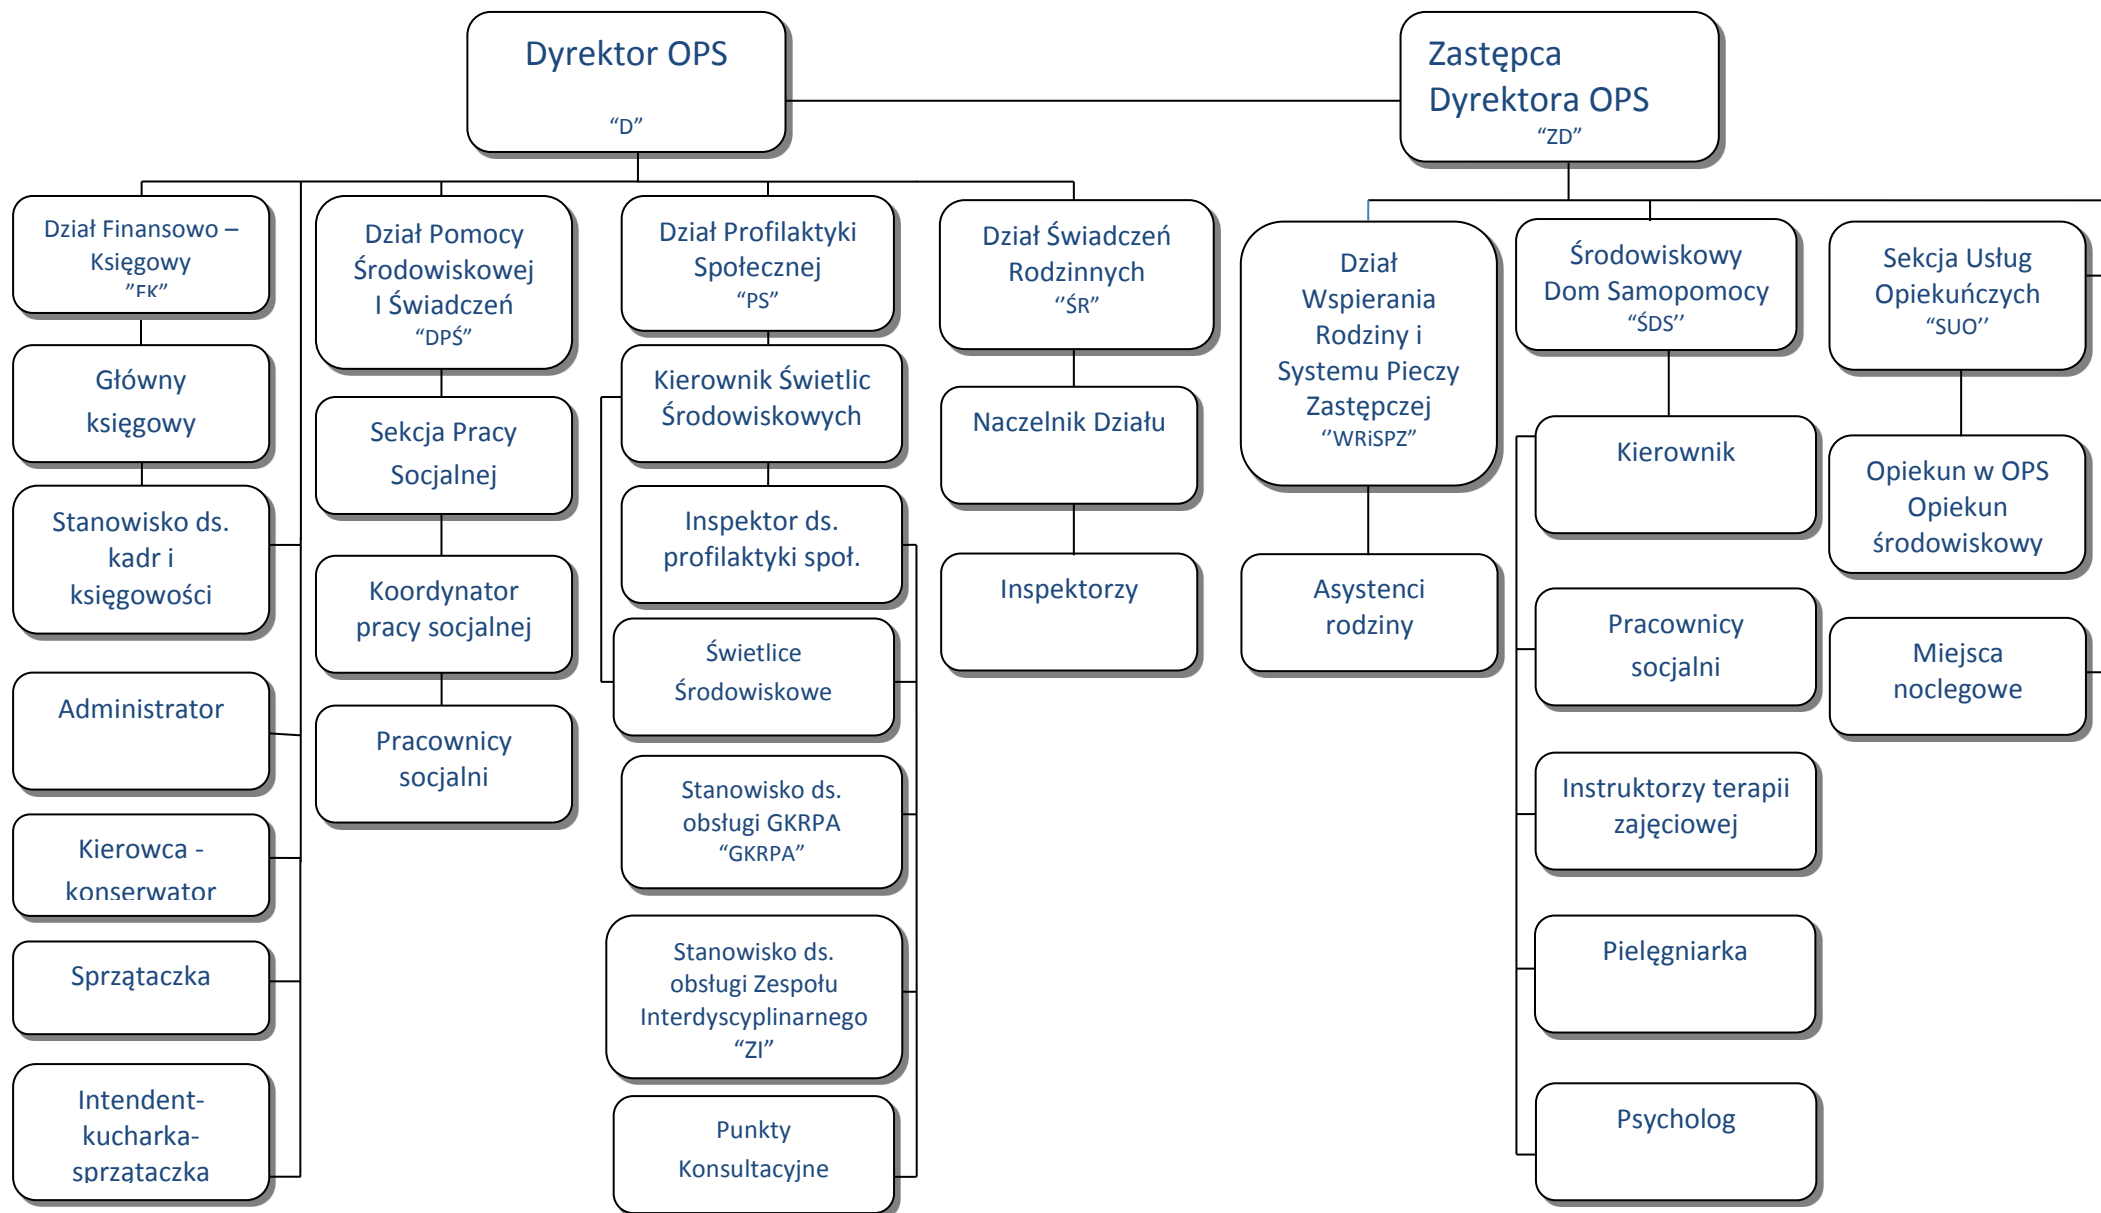 Dyrektor OPS
“D”
Zastępca
Dyrektora OPS
“ZD”
Dział Finansowo –
Księgowy
”FK”
Główny
księgowy
Stanowisko ds.
kadr i
księgowości
Administrator
Kierowca -
konserwator
Sprzątaczka
Intendent-
kucharka-
sprzątaczka
Dział Pomocy
Środowiskowej
I Świadczeń
“DPŚ”
Sekcja Pracy
Socjalnej
Koordynator
pracy socjalnej
Pracownicy
socjalni
Dział Profilaktyki
Społecznej
“PS”
Kierownik Świetlic
Środowiskowych
Inspektor ds.
profilaktyki społ.
Świetlice
Środowiskowe
Stanowisko ds.
obsługi GKRPA
“GKRPA”
Stanowisko ds.
obsługi Zespołu
Interdyscyplinarnego
“ZI”
Punkty
Konsultacyjne
Dział Świadczeń
Rodzinnych
‘’ŚR”
Naczelnik Działu
Inspektorzy
Dział
Wspierania
Rodziny i
Systemu Pieczy
Zastępczej
‘’WRiSPZ”
Asystenci
rodziny
Środowiskowy
Dom Samopomocy
“ŚDS’’
Kierownik
Pracownicy
socjalni
Instruktorzy terapii
zajęciowej
Pielęgniarka
Psycholog
Sekcja Usług
Opiekuńczych
“SUO’’
Opiekun w OPS
Opiekun
środowiskowy
Miejsca
noclegowe